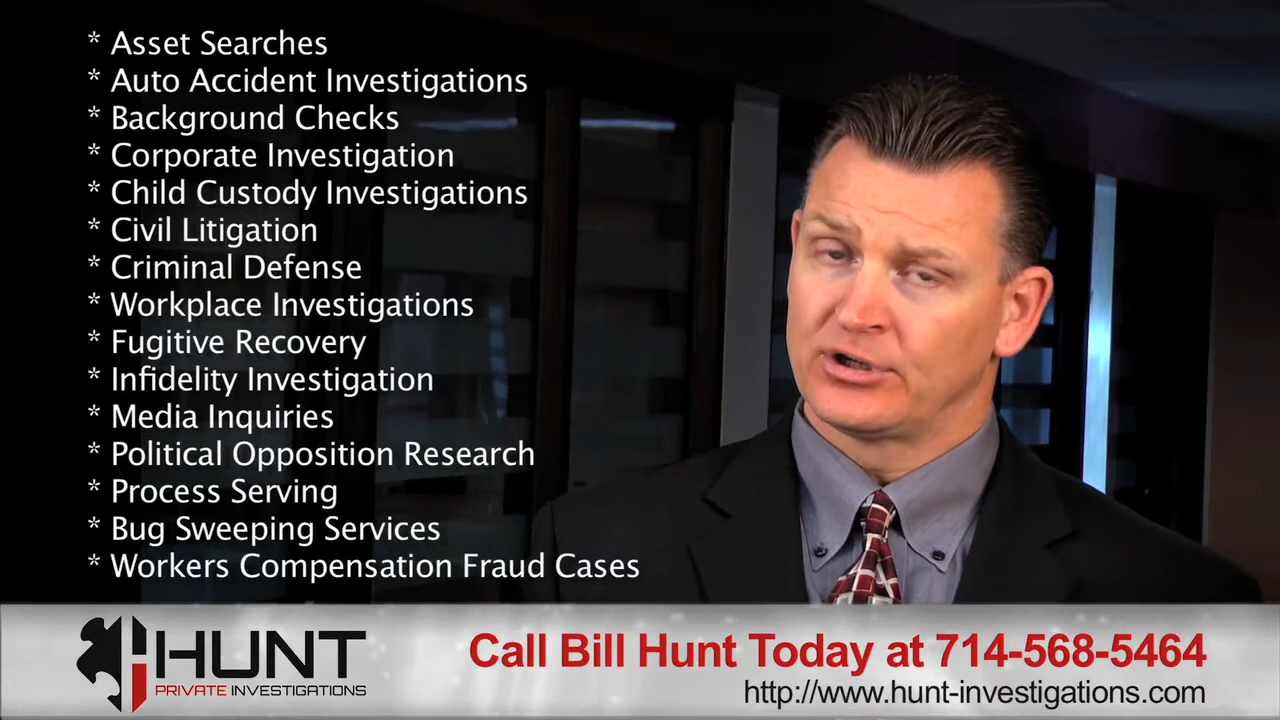 * Asset Searches
* Auto Accident Investigations
* Background Checks
* Corporate Investigation
* Child Custody Investigations
* Civil Litigation
* Criminal Defense
* Workplace Investigations
* Fugitive Recovery
* Infidelity Investigation
* Media Inquiries
* Political Opposition Research
* Process Serving
* Bug Sweeping Services
* Workers Compensation Fraud Cases
HUNT
PRIVATE INVESTIGATIONS
Call Bill Hunt Today at 714-568-5464
http://www.hunt-investigations.com